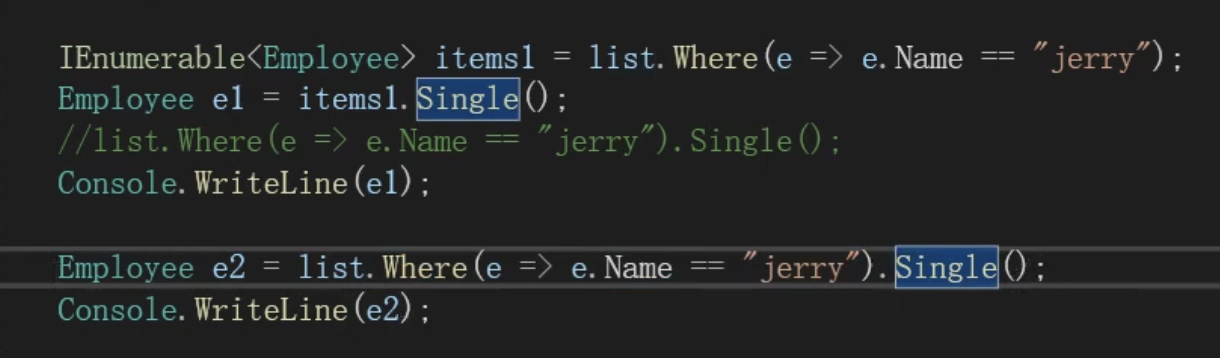 IEnumerable<Employee> items1 = list.Where(e => e.Name == "jerry");
Employee e1 = items1.Single();
//list.Where(e => e.Name == "jerry").Single();
Console.WriteLine(e1);
Employee e2 = list.Where(e => e.Name == "jerry").Single();
Console.WriteLine(e2);